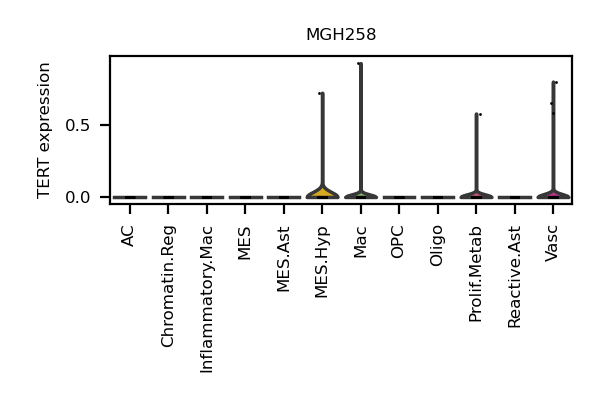 MGH258
TERT expression
0.5
0.0
AC
Chromatin.Reg
Inflammatory.Mac
MES
MES.Ast
MES.Hyp
Mac
OPC
Oligo
Prolif.Metab
Reactive.Ast
Vasc